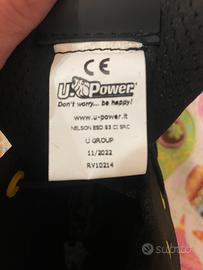 CE
U-Power
Don't worry... be happy!
www.u-power.it
NELSON ESD S3 CI SRC
U GROUP
11/2022
RV10214
subito